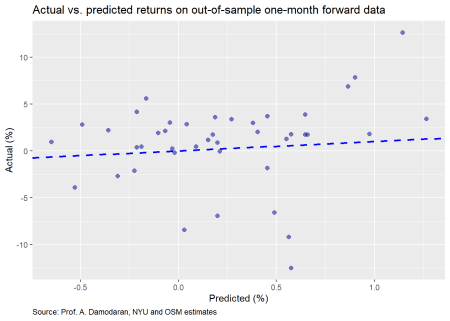 Actual vs. predicted returns on out-of-sample one-month forward data
Actual (%)
10
5
0
-5
-10
-0.5
0.0
0.5
1.0
Predicted (%)
Source: Prof. A. Damodaran, NYU and OSM estimates